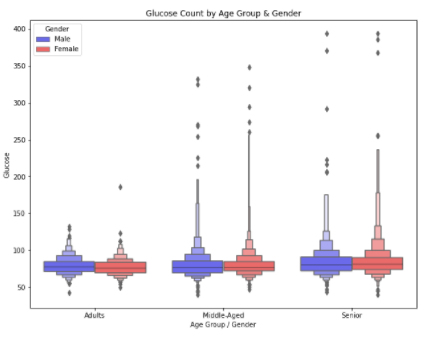 Glucose Count by Age Group & Gender
Gender
Male
Female
400
350
300
250
200
150
100
50
Glucose
Adults
Middle-Aged
Senior
Age Group / Gender